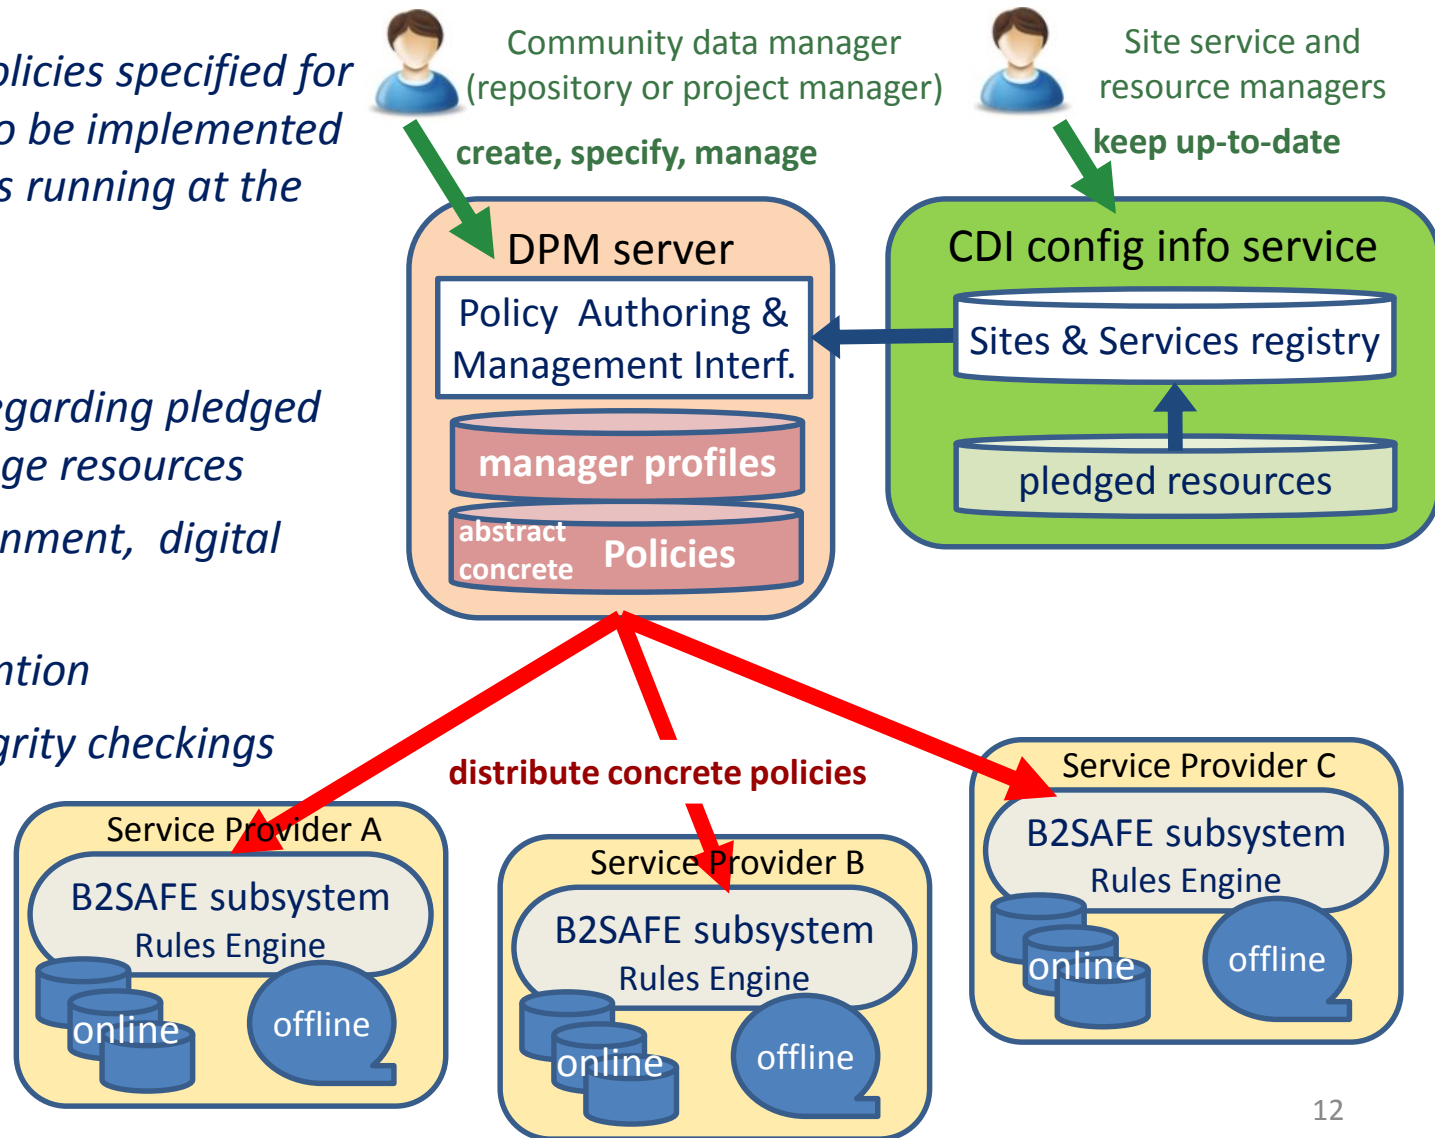 olicies specified for
o be implemented
s running at the
egarding pledged
ge resources
nment, digital
ntion
grity checkings
Community data manager
(repository or project manager)
create, specify, manage
Site service and
resource managers
keep up-to-date
DPM server
Policy Authoring &
Management Interf.
manager profiles
abstract
concrete
Policies
CDI config info service
Sites & Services registry
pledged resources
distribute concrete policies
Service Provider A
B2SAFE subsystem
Rules Engine
online
offline
Service Provider B
B2SAFE subsystem
Rules Engine
online
offline
Service Provider C
B2SAFE subsystem
Rules Engine
online
offline
12